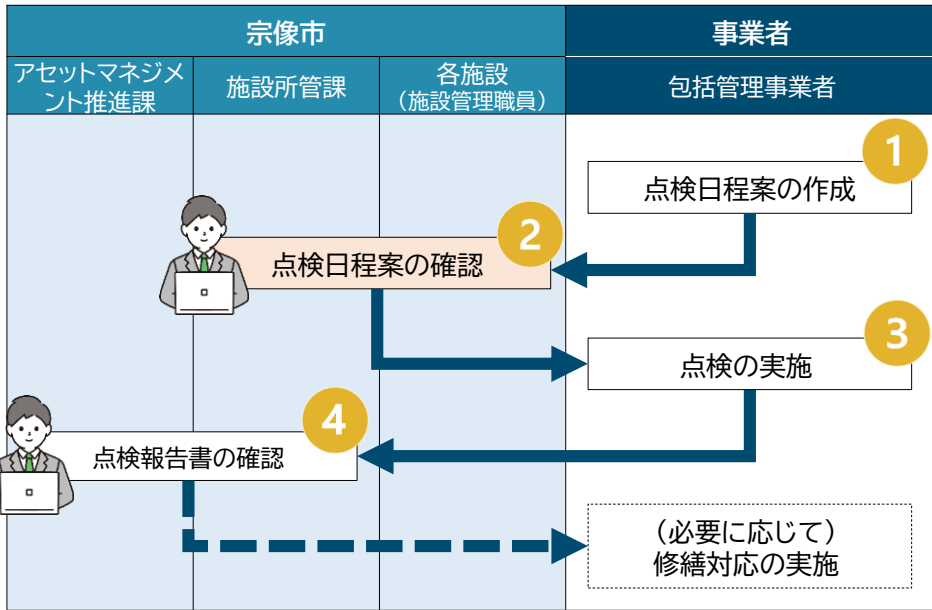 宗像市
事業者
アセットマネジメ
ント推進課
施設所管課
各施設
（施設管理職員）
包括管理事業者
1
点検日程案の作成
2
点検日程案の確認
3
点検の実施
4
点検報告書の確認
（必要に応じて）
修繕対応の実施